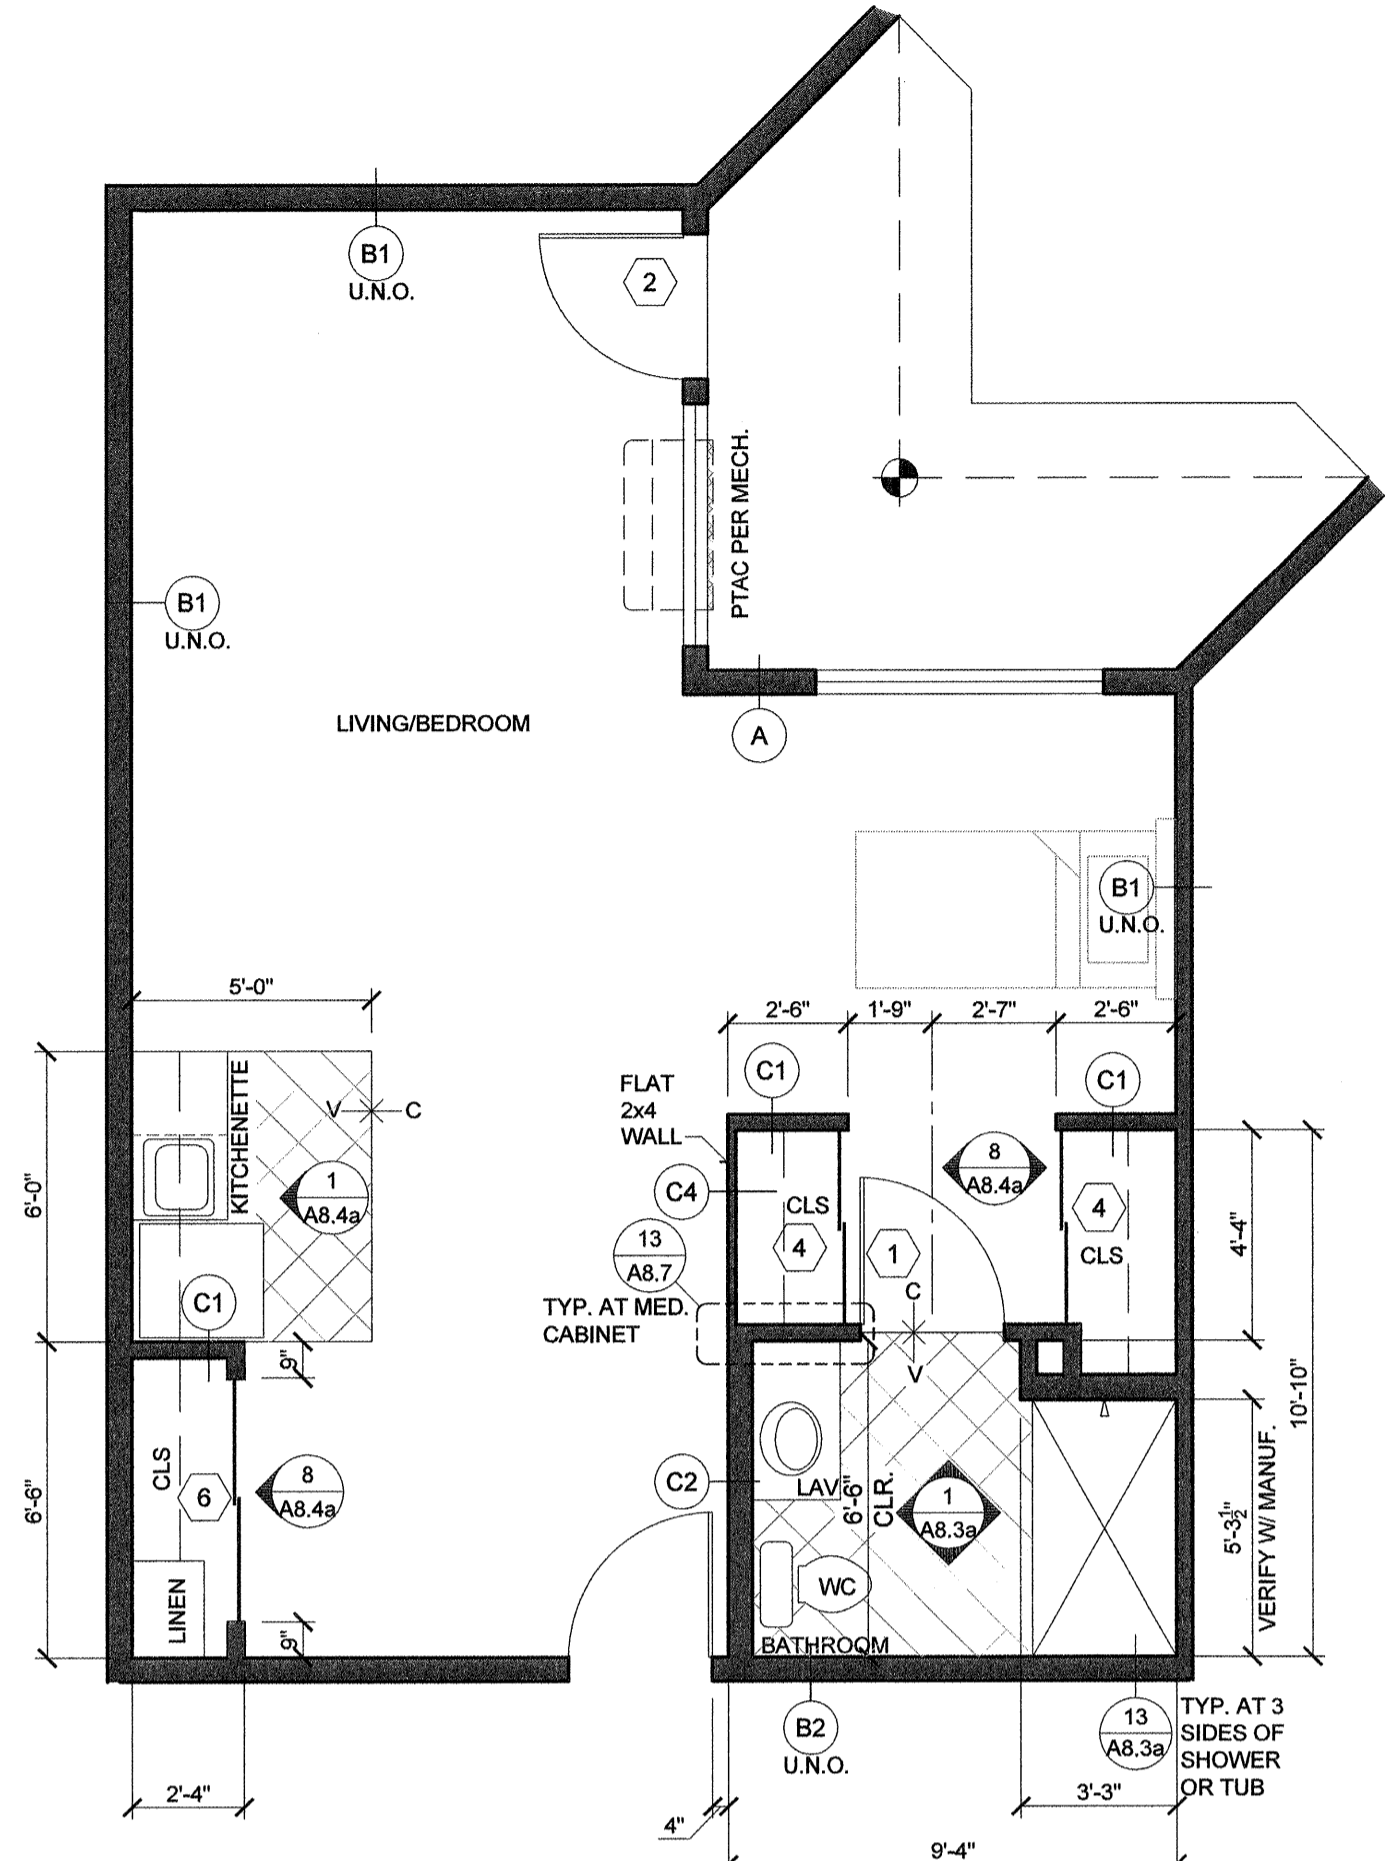 B1
U.N.O.
2
PTAC PER MECH.
B1
U.N.O.
LIVING/BEDROOM
A
B1
U.N.O.
5'-0"
2'-6"
1'-9"
2'-7"
2'-6"
KITCHENETTE
V
C
6'-0"
1
A8.4a
C1
FLAT
2x4
WALL
C1
C1
C4
CLS
4
8
A8.4a
4
CLS
1
4'-4"
13
A8.7
TYP. AT MED.
CABINET
C
V
9"
10'-10"
CLS
6
8
A8.4a
6'-6"
LINEN
9"
C2
LAV
6'-6"
CLR.
1
A8.3a
WC
BATHROOM
5'-3½"
VERIFY W/ MANUF.
B2
U.N.O.
13
A8.3a
TYP. AT 3
SIDES OF
SHOWER
OR TUB
2'-4"
4"
3'-3"
9'-4"